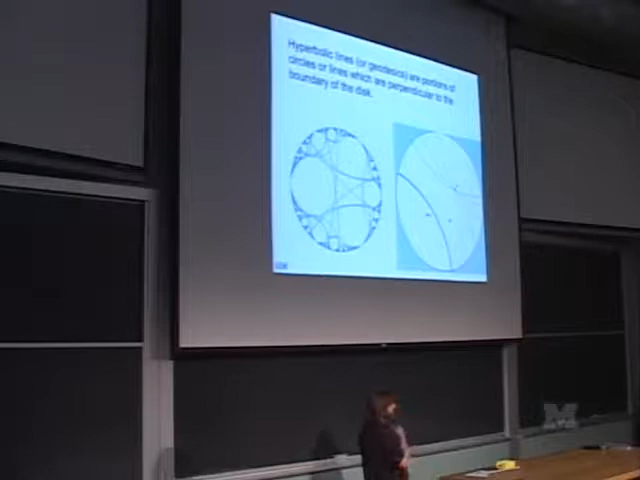 Hyperbolic lines (or geodesics) are portions of
circles or lines which are perpendicular to the
boundary of the disk.
M